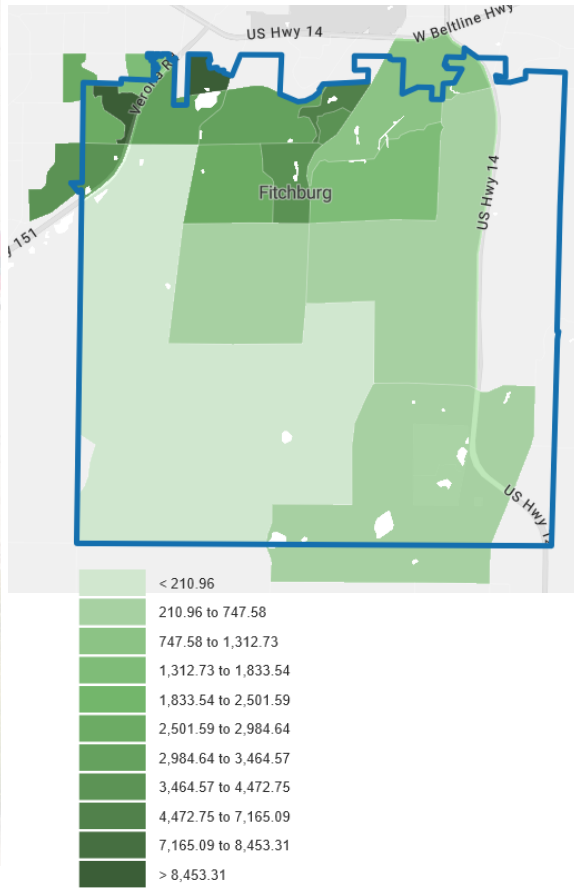 US Hwy 14
W Beltline Hwy
Verona R
US Hwy 14
Fitchburg
y 151
US Hwy 1
< 210.96
210.96 to 747.58
747.58 to 1,312.73
1,312.73 to 1,833.54
1,833.54 to 2,501.59
2,501.59 to 2,984.64
2,984.64 to 3,464.57
3,464.57 to 4,472.75
4,472.75 to 7,165.09
7,165.09 to 8,453.31
> 8,453.31